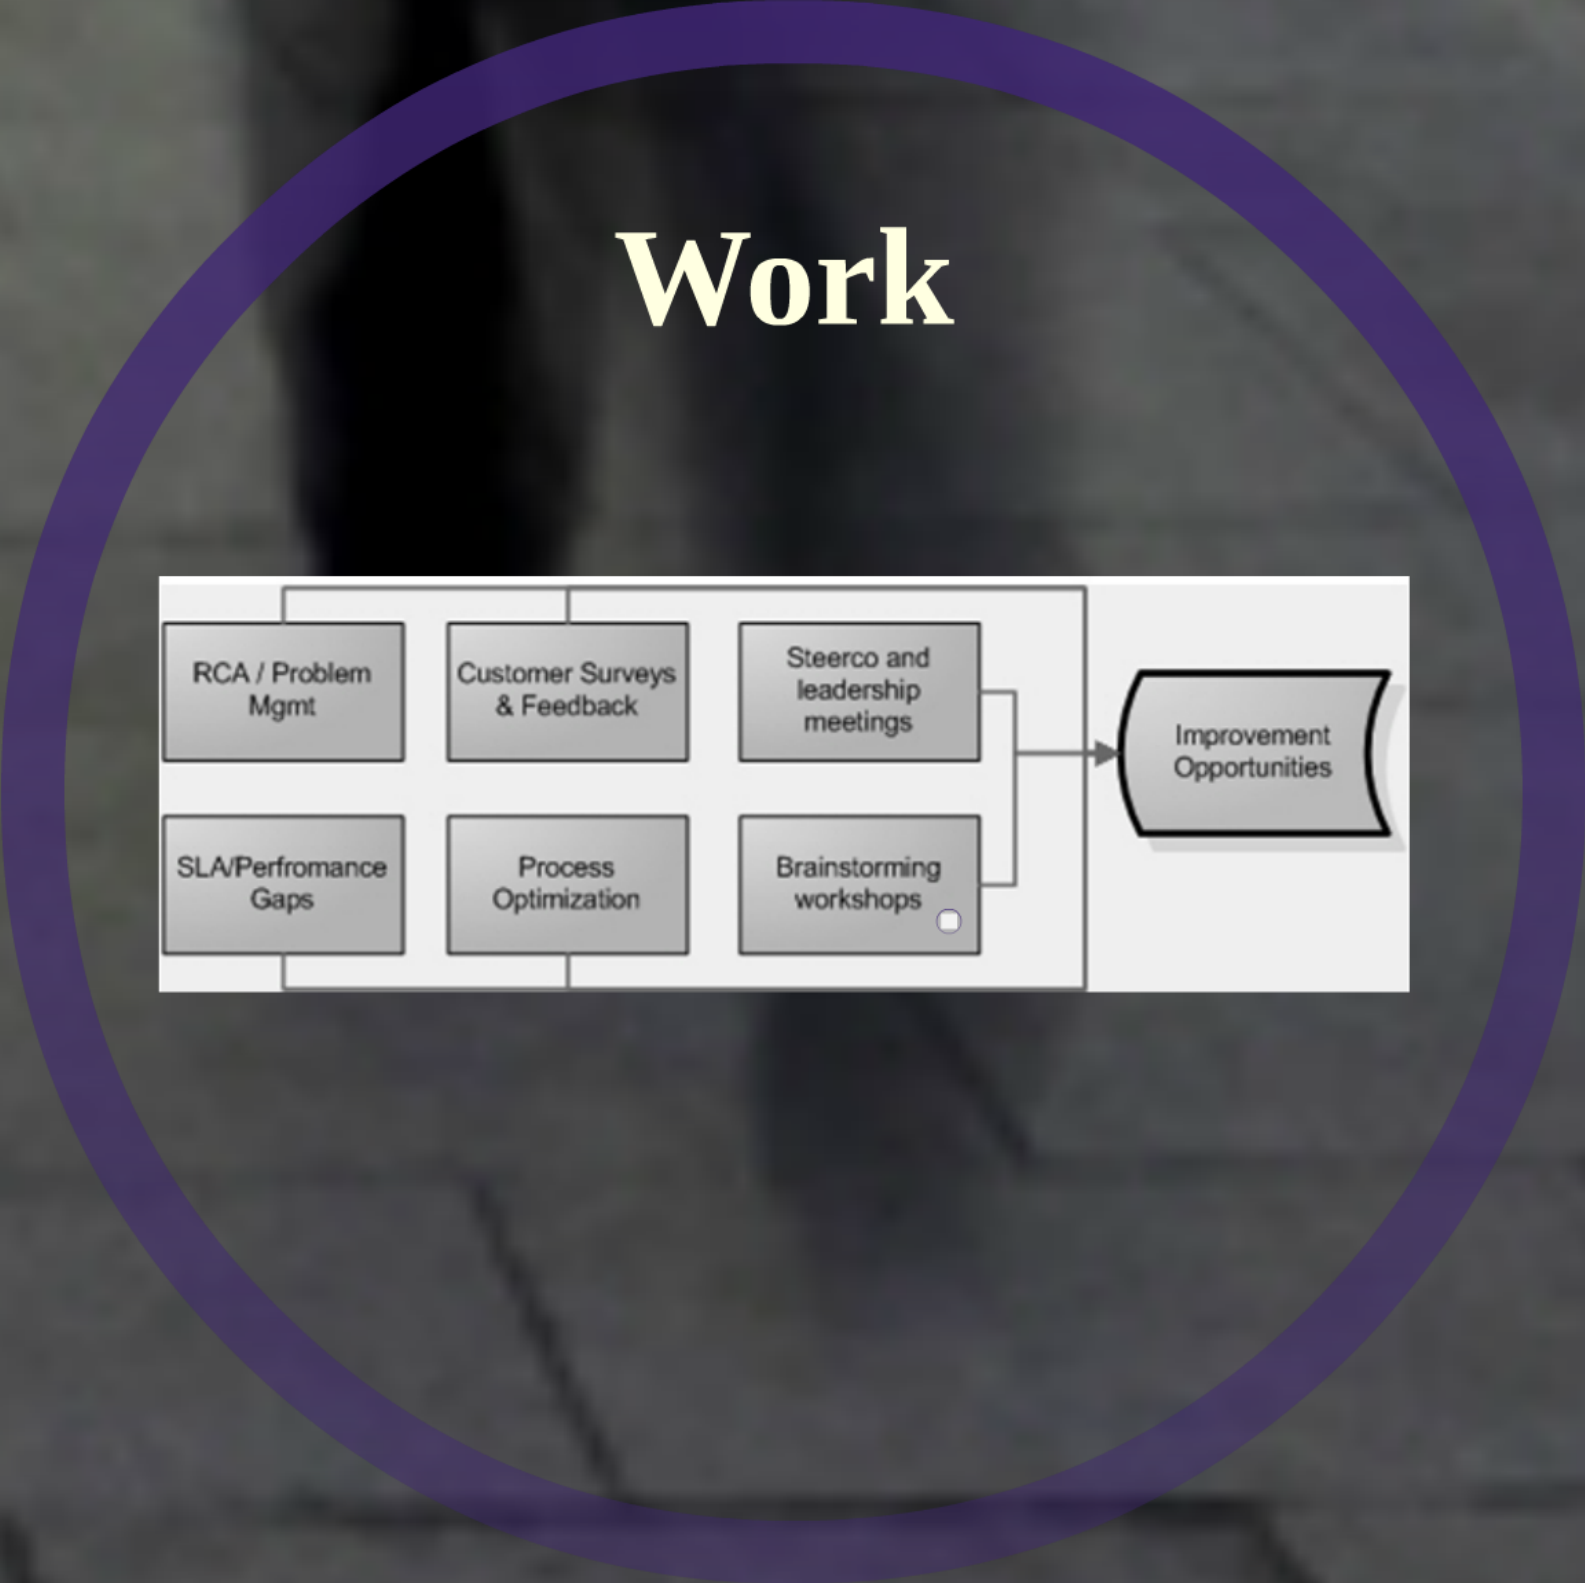 Work
RCA / Problem
Mgmt
Customer Surveys
& Feedback
Steerco and
leadership
meetings
Improvement
Opportunities
SLA/Perfromance
Gaps
Process
Optimization
Brainstorming
workshops